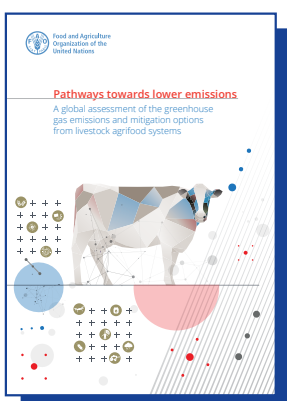 Food and Agriculture
Organization of the
United Nations
Pathways towards lower emissions
A global assessment of the greenhouse
gas emissions and mitigation options
from livestock agrifood systems